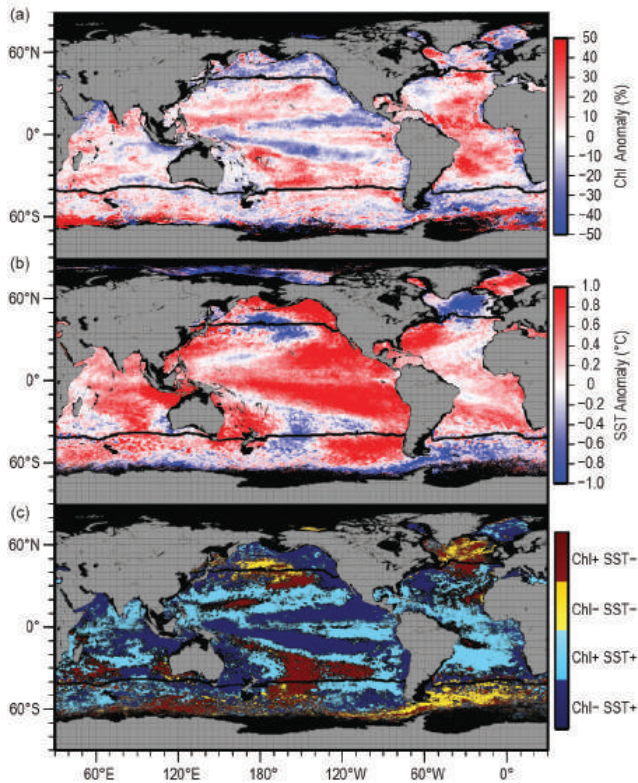 (a)
60°N
0°
60°S
50
40
30
20
10
0
-10
-20
-30
-40
-50
Chl Anomaly (%)
(b)
60°N
0°
60°S
1.0
0.8
0.6
0.4
0.2
0
-0.2
-0.4
-0.6
-0.8
-1.0
SST Anomaly (°C)
(c)
60°N
0°
60°S
60°E 120°E 180° 120°W 60°W 0°
Chl+ SST-
Chl- SST-
Chl+ SST+
Chl- SST+